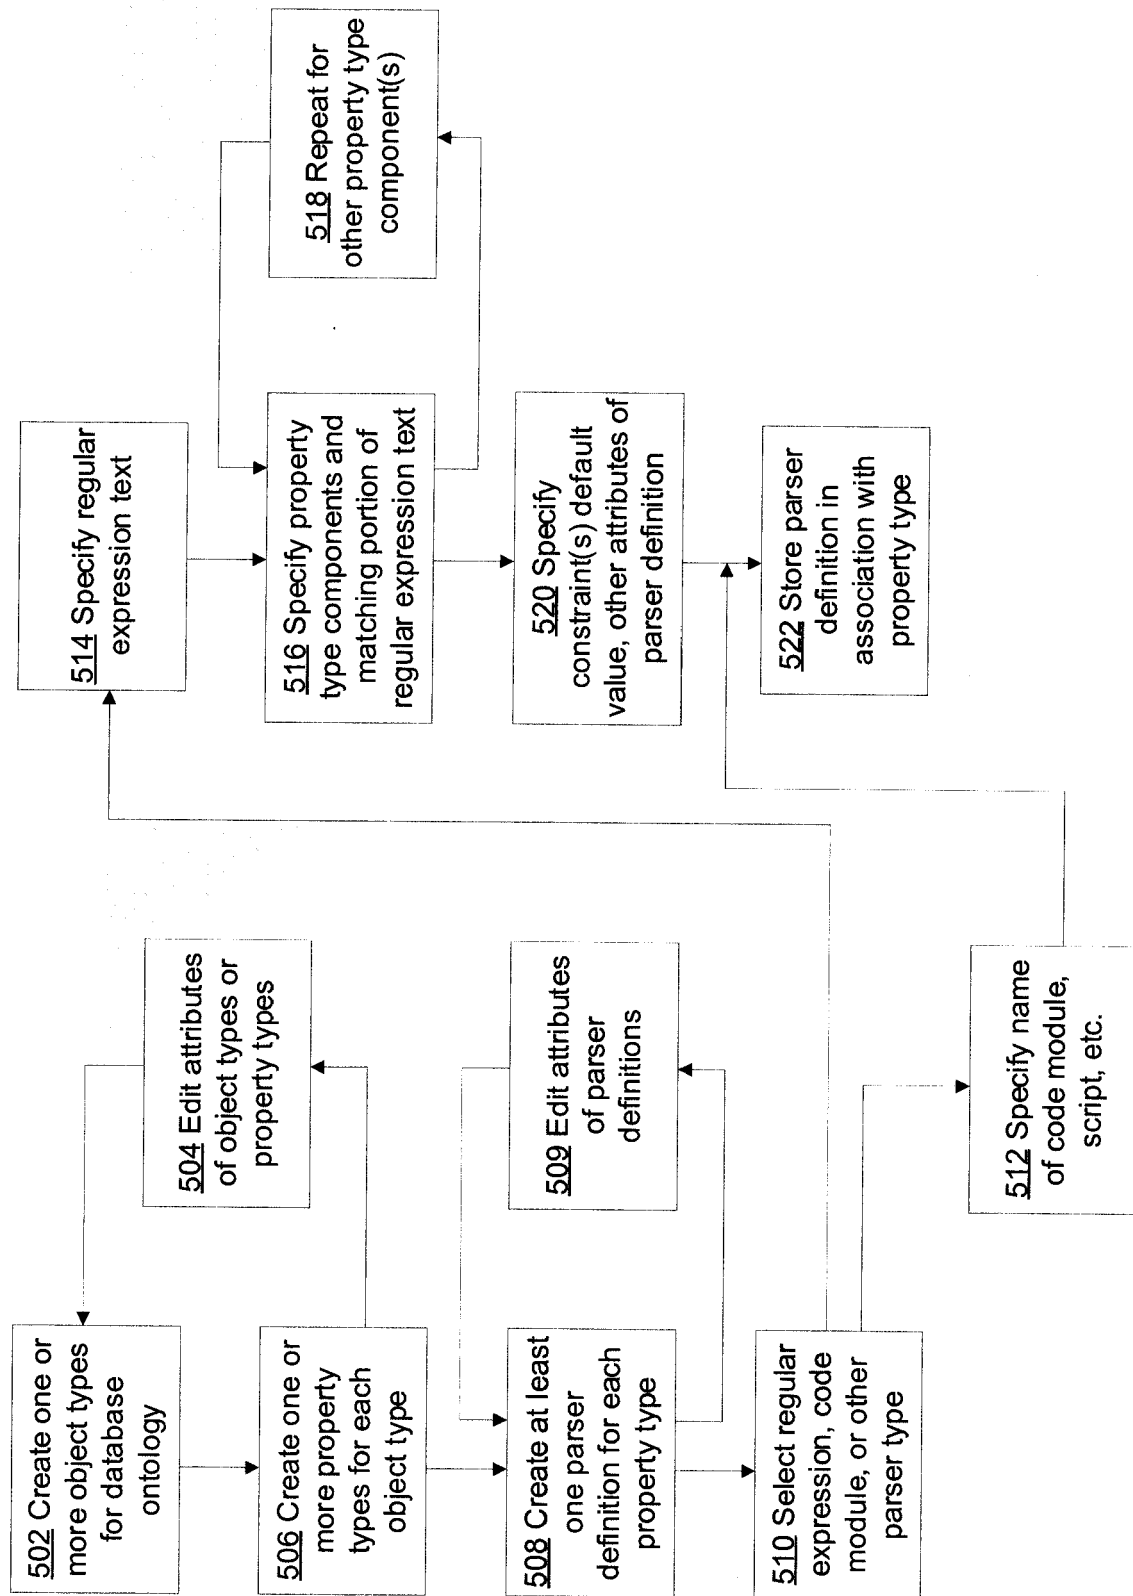 502 Create one or
more object types
for database
ontology
504 Edit attributes
of object types or
property types
506 Create one or
more property
types for each
object type
508 Create at least
one parser
definition for each
property type
509 Edit attributes
of parser
definitions
510 Select regular
expression, code
module, or other
parser type
512 Specify name
of code module,
script, etc.
514 Specify regular
expression text
516 Specify property
type components and
matching portion of
regular expression text
518 Repeat for
other property type
component(s)
520 Specify
constraint(s) default
value, other attributes of
parser definition
522 Store parser
definition in
association with
property type